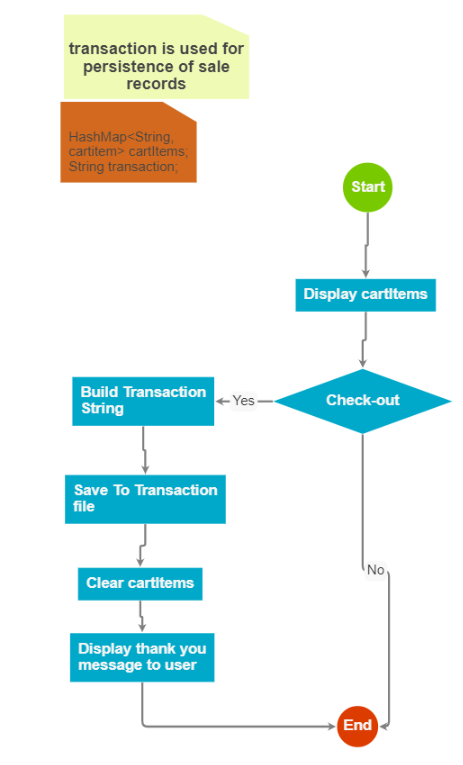 transaction is used for
persistence of sale
records
HashMap<String,
cartitem> cartItems;
String transaction;
Start
Display cartItems
Check-out
Yes
Build Transaction
String
Save To Transaction
file
No
Clear cartItems
Display thank you
message to user
End